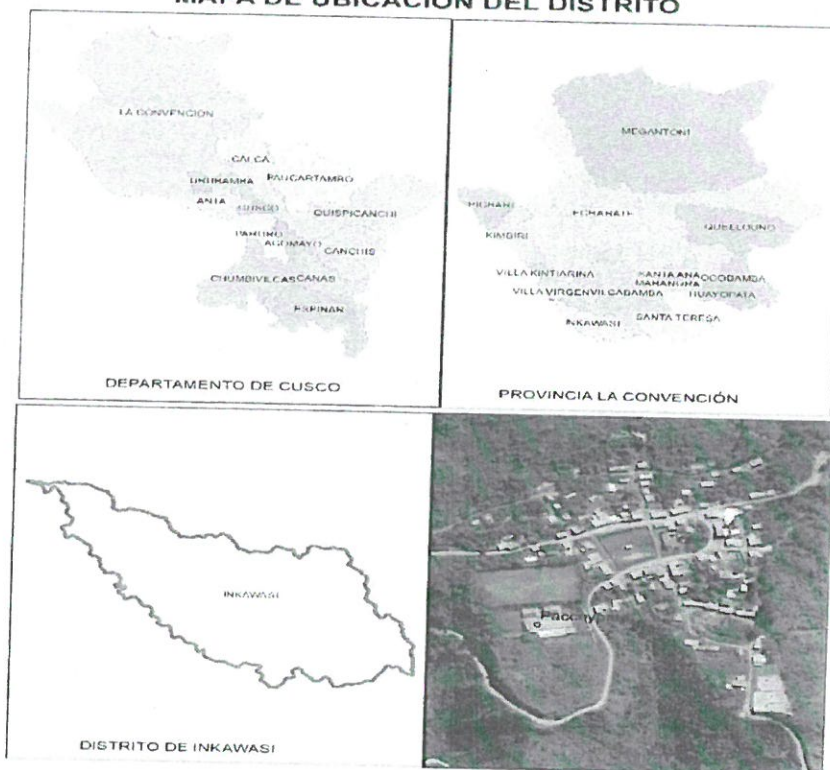 MAPA DE UBICACIÓN DEL DISTRITO
LA CONVENCION
CALCA
URUBAMBA PAUCARTAMBO
ANTA CUSCO QUISPICANCHI
PARURO
ACOMAYO CANCHIS
CHUMBIVILCAS CANAS
ESPINAR
DEPARTAMENTO DE CUSCO
MEGANTONI
PICHARI ECHARATE
KIMBIRI QUELLOUNO
VILLA KINTIARINA SANTA ANA OCOBAMBA
MARANURA
VILLA VIRGEN VILCABAMBA HUAYOPATA
INKAWASI SANTA TERESA
PROVINCIA LA CONVENCIÓN
INKAWASI
DISTRITO DE INKAWASI